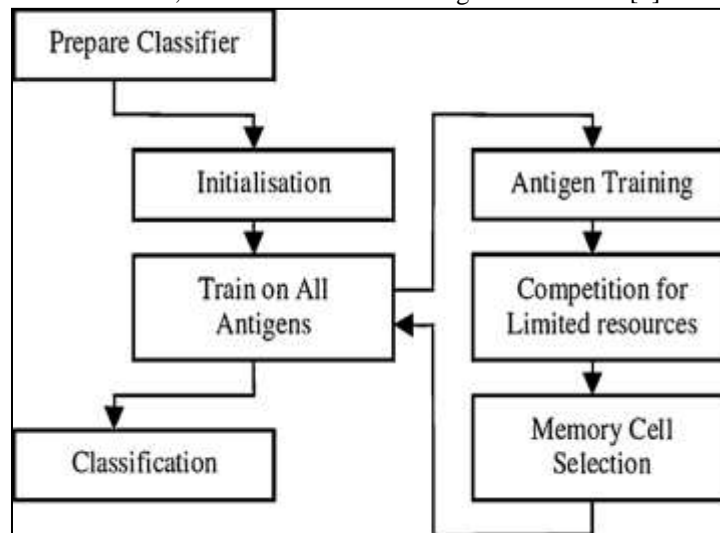 Prepare Classifier
Initialisation
Train on All
Antigens
Classification
Antigen Training
Competition for
Limited resources
Memory Cell
Selection